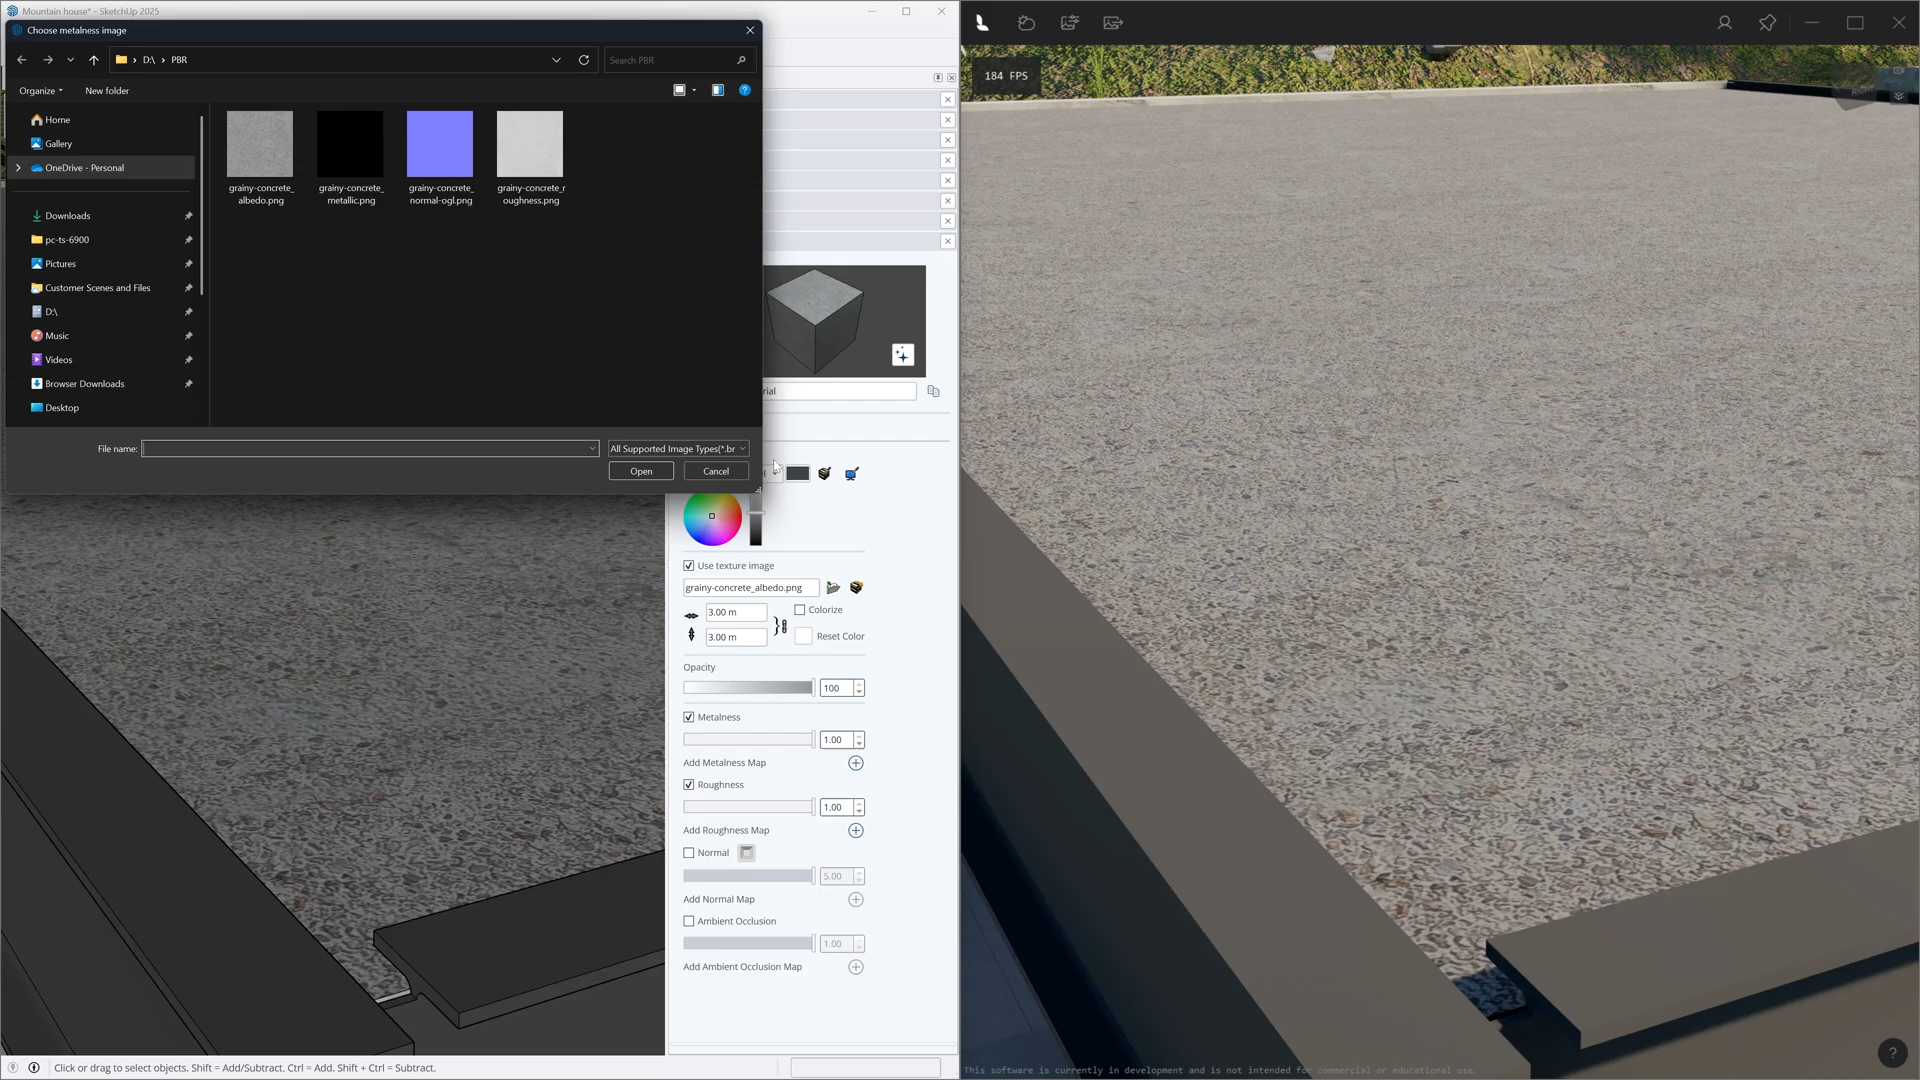 Mountain house* - SketchUp 2025
Choose metalness image
D:\ > PBR
Search PBR
Organize
New folder
Home
Gallery
OneDrive - Personal
Downloads
pc-ts-6900
Pictures
Customer Scenes and Files
D:\
Music
Videos
Browser Downloads
Desktop
grainy-concrete_
albedo.png
grainy-concrete_
metallic.png
grainy-concrete_
normal-ogl.png
grainy-concrete_r
oughness.png
File name:
All Supported Image Types(*.br
Open
Cancel
rial
Use texture image
grainy-concrete_albedo.png
3.00 m
Colorize
3.00 m
Reset Color
Opacity
100
Metalness
1.00
Add Metalness Map
Roughness
1.00
Add Roughness Map
Normal
5.00
Add Normal Map
Ambient Occlusion
1.00
Add Ambient Occlusion Map
Click or drag to select objects. Shift = Add/Subtract. Ctrl = Add. Shift + Ctrl = Subtract.
184 FPS
RIGHT
This software is currently in development and is not intended for commercial or educational use.
?